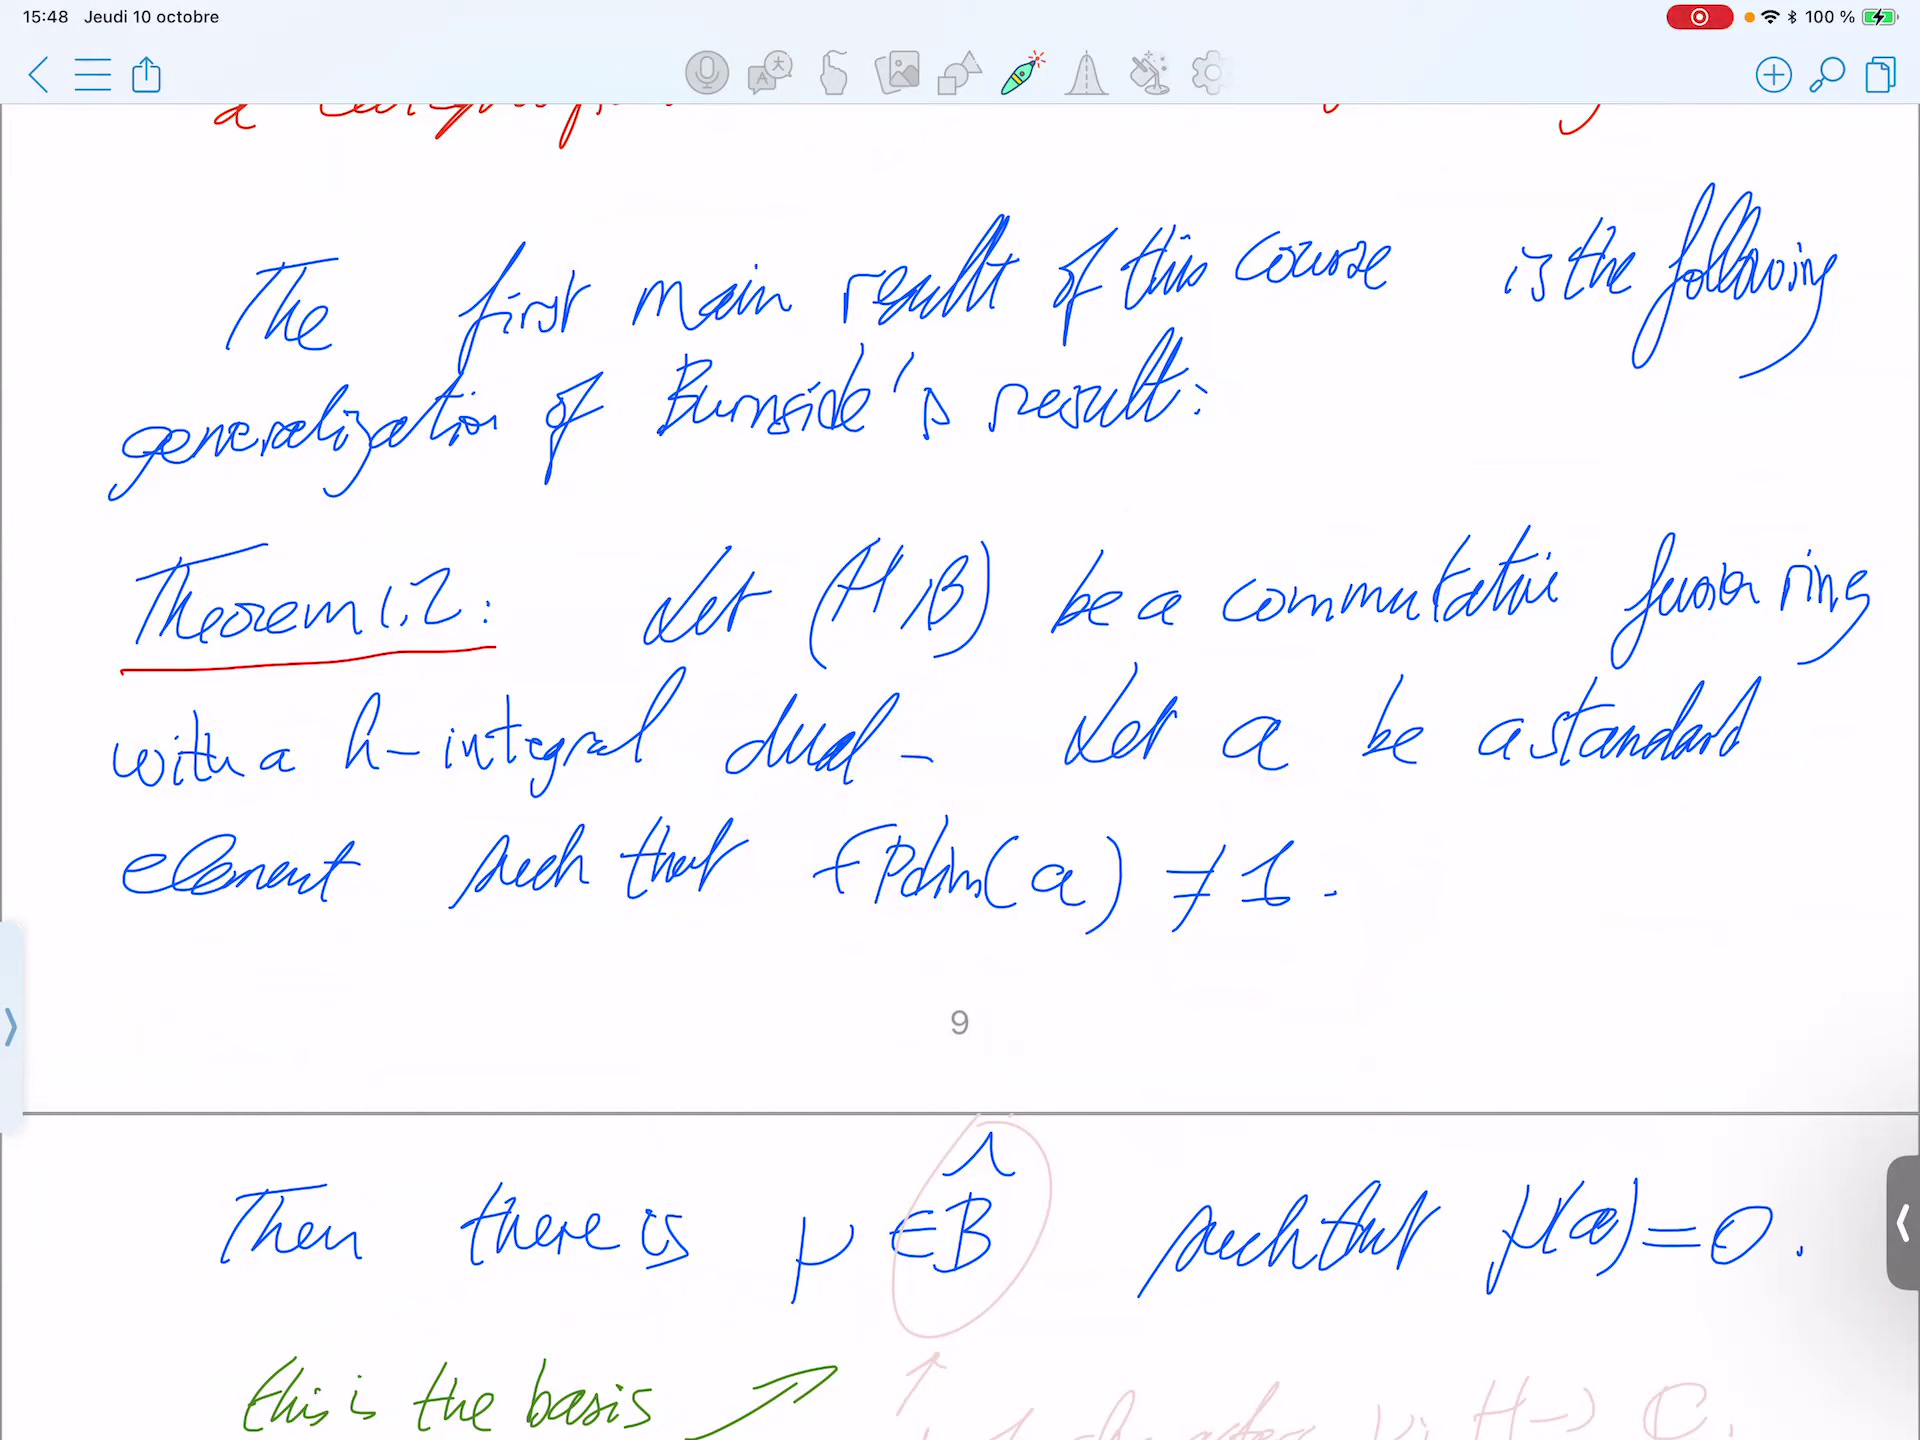 15:48 Jeudi 10 octobre
100 %
a
The first main result of this course is the following
generalization of Burnside's result:
Theorem 1.2: Let (H,B) be a commutative fusion ring
with a h-integral dual - Let a be a standard
element such that FPdim(a) ≠ 1.
9
Then there is μ ∈ B̂ such that μ(a) = 0.
this is the basis
H → ℂ.